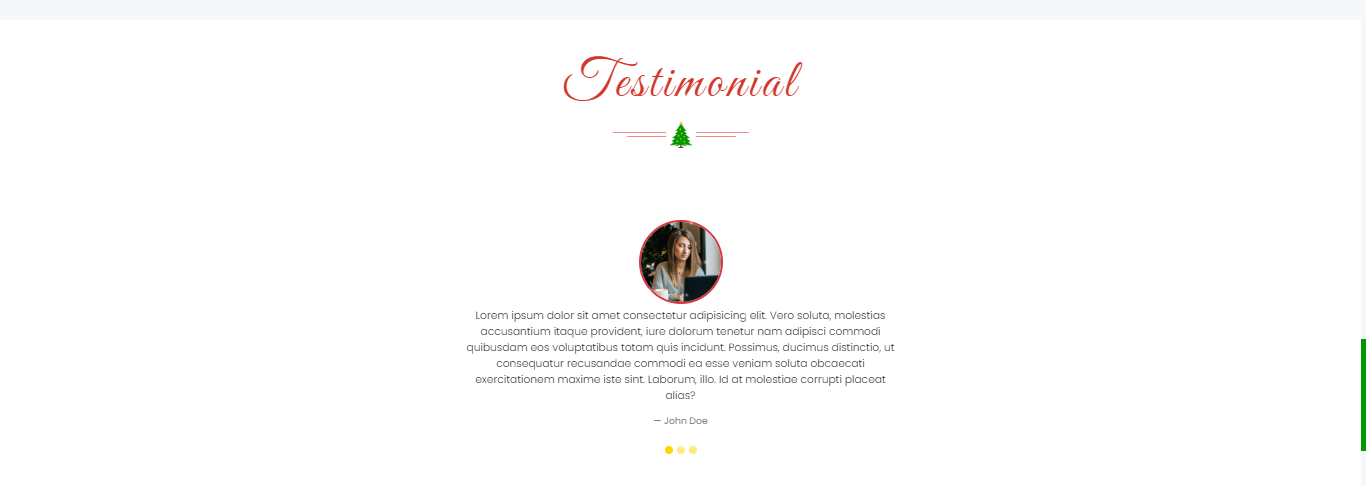 Testimonial
Lorem ipsum dolor sit amet consectetur adipisicing elit. Vero soluta, molestias
accusantium itaque provident, iure dolorum tenetur nam adipisci commodi
quibusdam eos voluptatibus totam quis incidunt. Possimus, ducimus distinctio, ut
consequatur recusandae commodi ea esse veniam soluta obcaecati
exercitationem maxime iste sint. Laborum, illo. Id at molestiae corrupti placeat
alias?
— John Doe